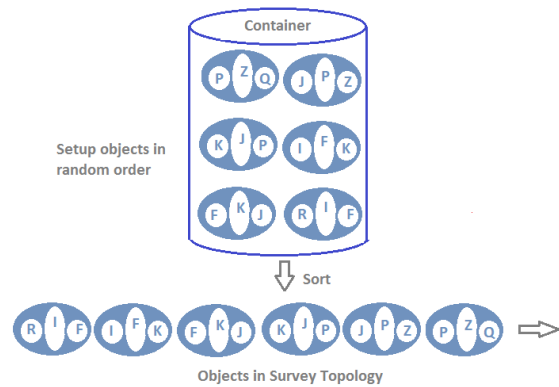 Container
P Z Q J P Z
Setup objects in
random order
K J P I F K
F K J R I F
Sort
R I F I F K F K J K J P J P Z P Z Q
Objects in Survey Topology